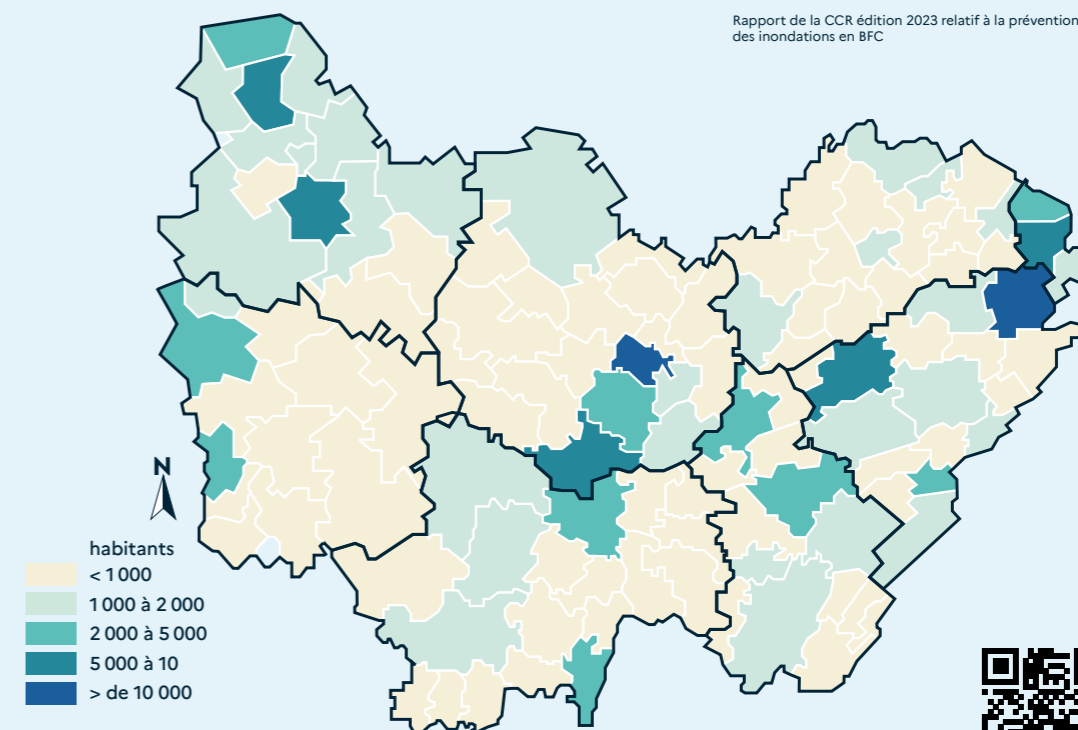 Rapport de la CCR édition 2023 relatif à la prévention
des inondations en BFC
N
habitants
< 1 000
1 000 à 2 000
2 000 à 5 000
5 000 à 10
> de 10 000